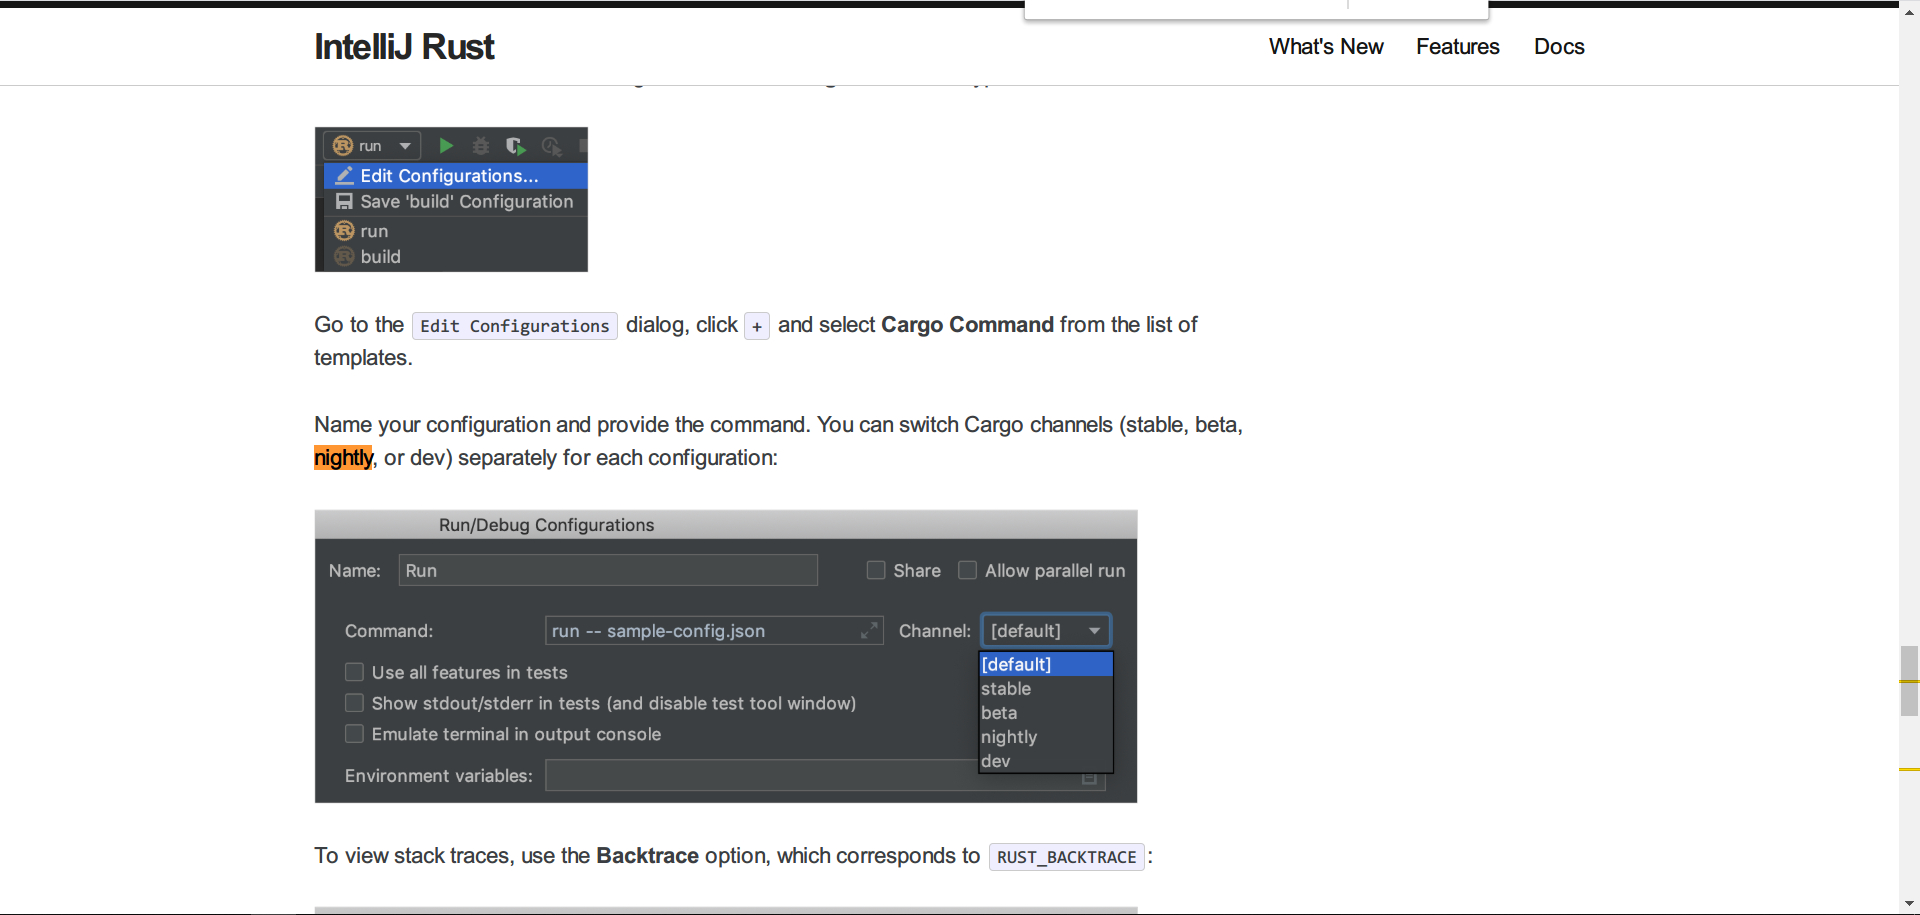 IntelliJ Rust
What's New Features Docs
run
Edit Configurations...
Save 'build' Configuration
run
build
Go to the Edit Configurations dialog, click + and select Cargo Command from the list of
templates.
Name your configuration and provide the command. You can switch Cargo channels (stable, beta,
nightly, or dev) separately for each configuration:
Run/Debug Configurations
Name: Run Share Allow parallel run
Command: run -- sample-config.json Channel: [default]
[default]
stable
beta
nightly
dev
Use all features in tests
Show stdout/stderr in tests (and disable test tool window)
Emulate terminal in output console
Environment variables:
To view stack traces, use the Backtrace option, which corresponds to RUST_BACKTRACE :